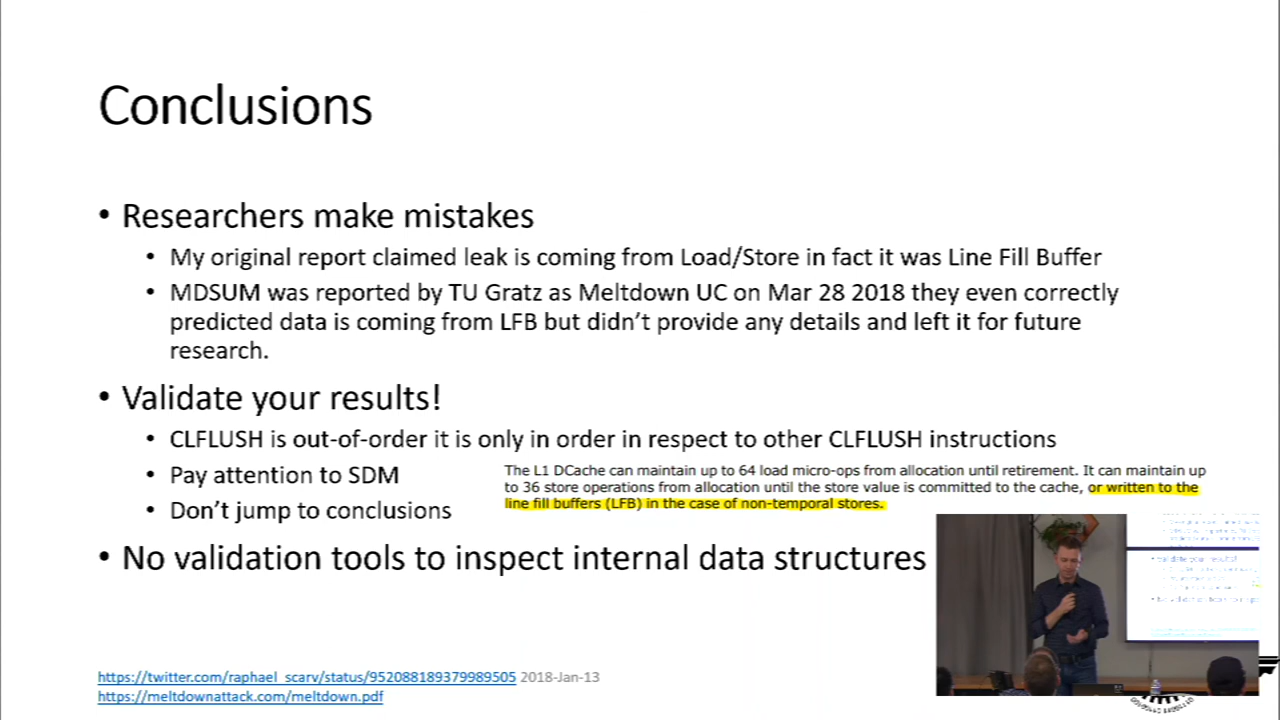 Conclusions
• Researchers make mistakes
• My original report claimed leak is coming from Load/Store in fact it was Line Fill Buffer
• MDSUM was reported by TU Gratz as Meltdown UC on Mar 28 2018 they even correctly
predicted data is coming from LFB but didn't provide any details and left it for future
research.
• Validate your results!
• CLFLUSH is out-of-order it is only in order in respect to other CLFLUSH instructions
• Pay attention to SDM
The L1 DCache can maintain up to 64 load micro-ops from allocation until retirement. It can maintain up
to 36 store operations from allocation until the store value is committed to the cache, or written to the
line fill buffers (LFB) in the case of non-temporal stores.
• Don't jump to conclusions
• No validation tools to inspect internal data structures
https://twitter.com/raphael_scarv/status/952088189379989505 2018-Jan-13
https://meltdownattack.com/meltdown.pdf